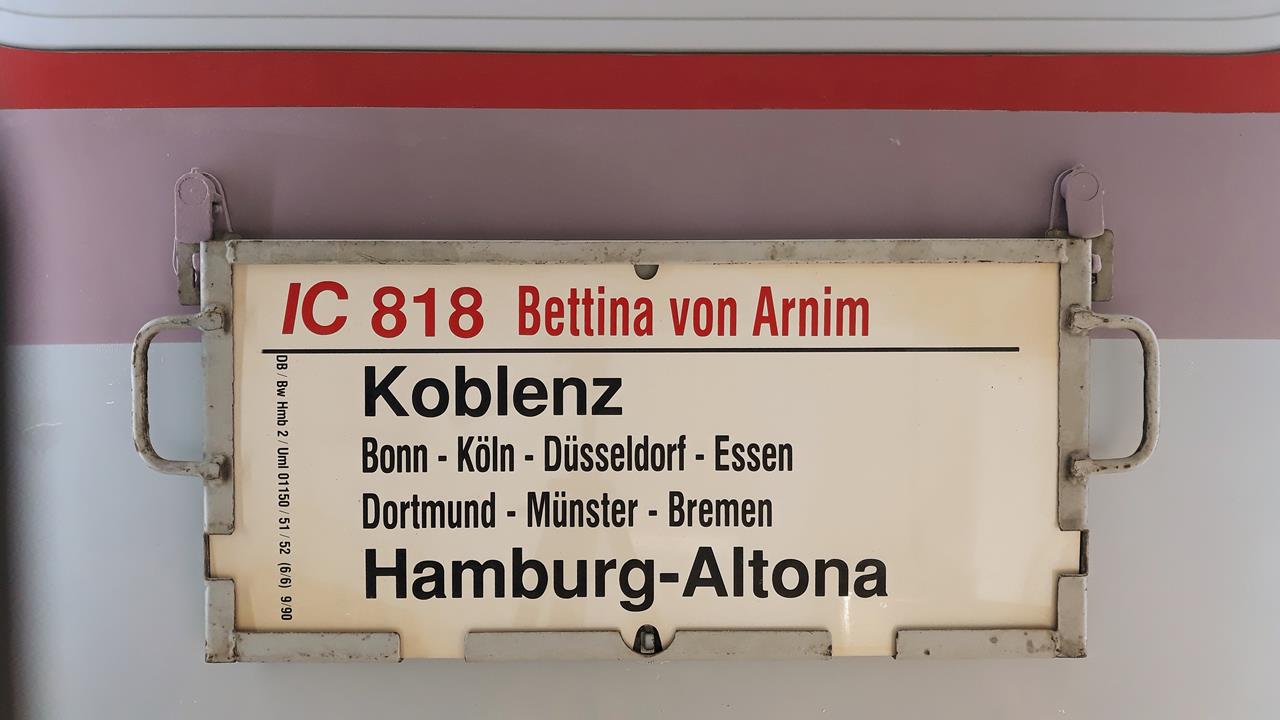 IC 818 Bettina von Arnim
Koblenz
Bonn - Köln - Düsseldorf - Essen
Dortmund - Münster - Bremen
Hamburg-Altona
DB / Bw Hmb 2 / Uml 01150 / 51 / 52 (6/6) 9/90